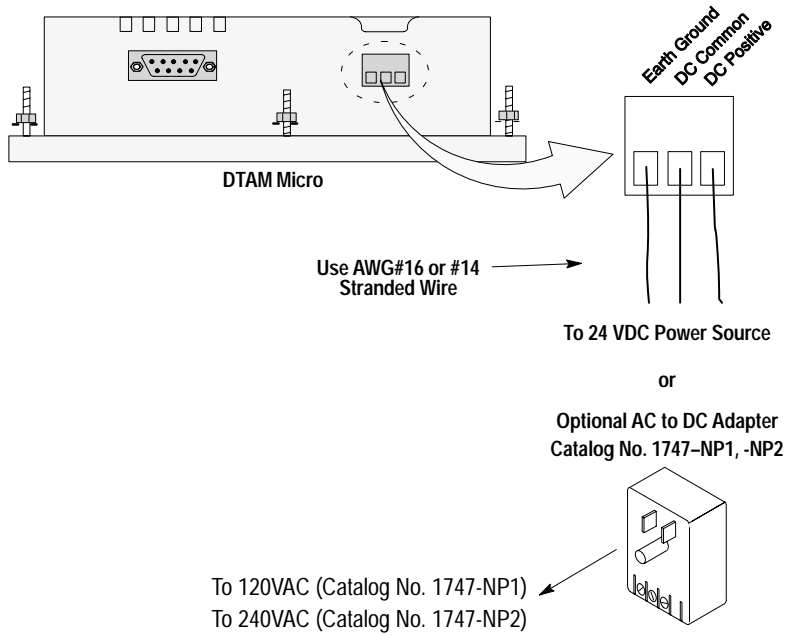 Earth Ground
DC Common
DC Positive
DTAM Micro
Use AWG#16 or #14
Stranded Wire
To 24 VDC Power Source
or
Optional AC to DC Adapter
Catalog No. 1747–NP1, -NP2
To 120VAC (Catalog No. 1747-NP1)
To 240VAC (Catalog No. 1747-NP2)